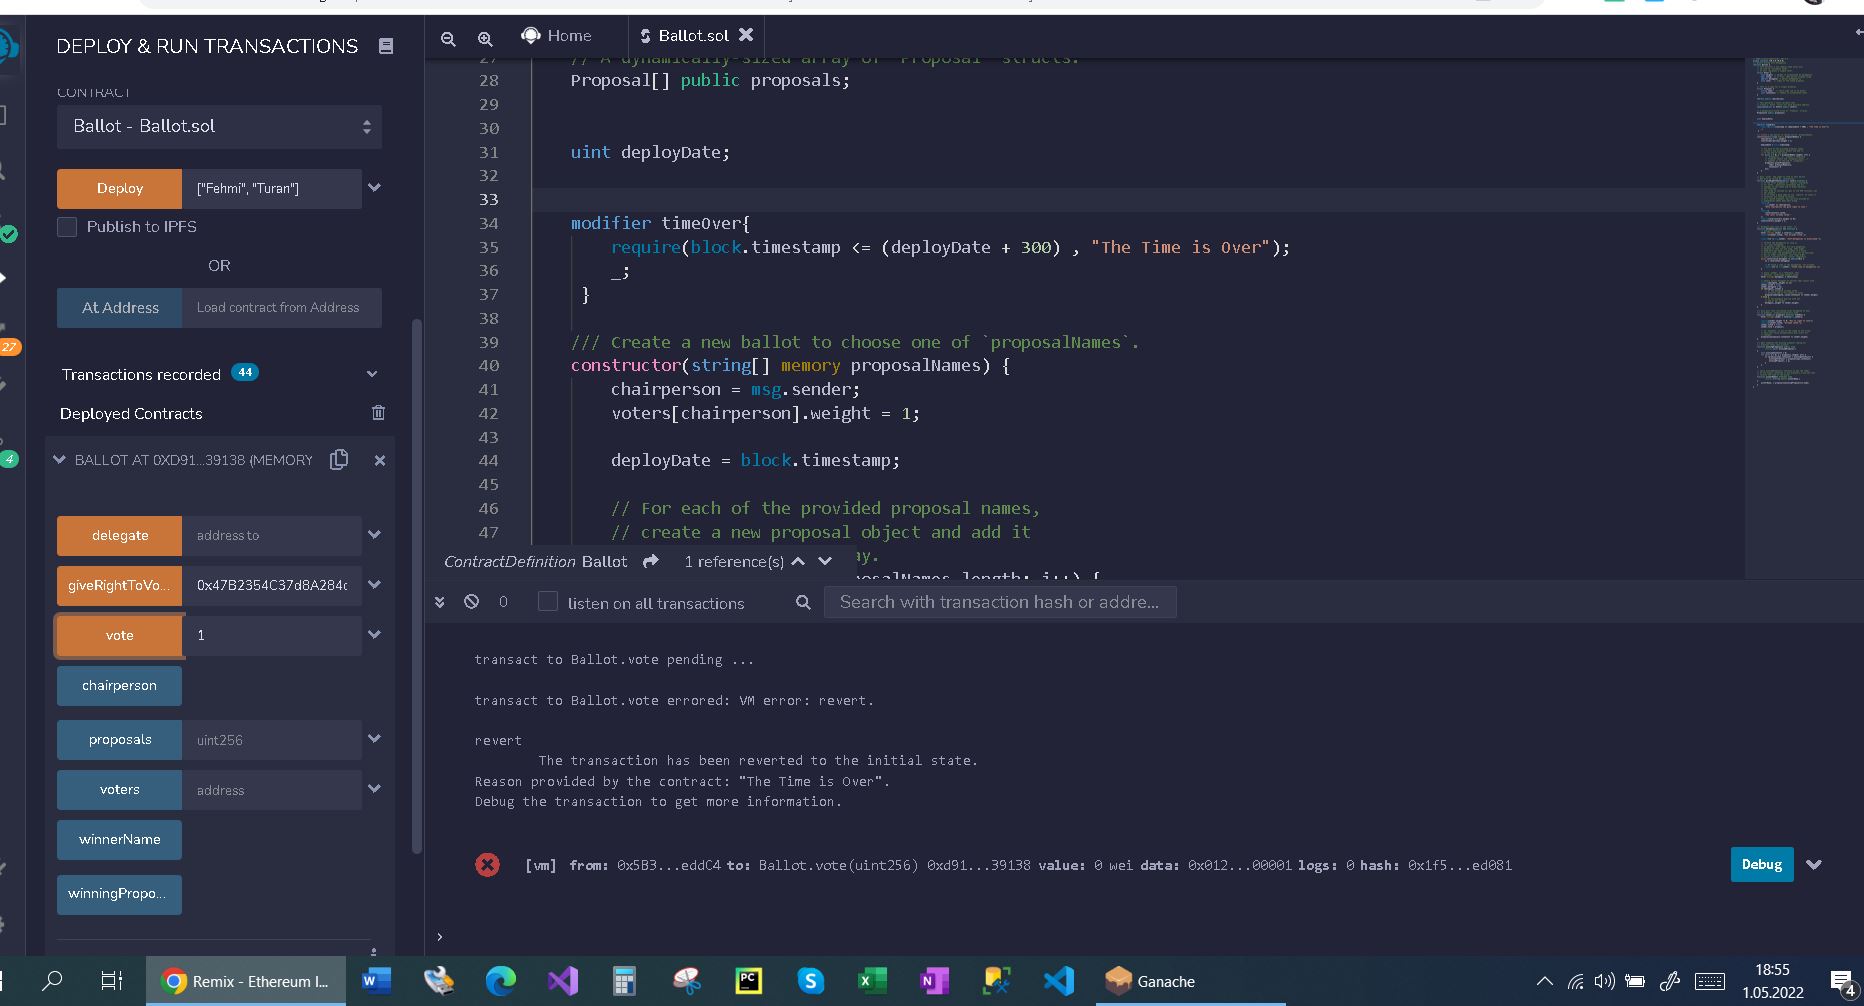 DEPLOY & RUN TRANSACTIONS
CONTRACT
Ballot - Ballot.sol
Deploy
["Fehmi", "Turan"]
Publish to IPFS
OR
At Address
Load contract from Address
Transactions recorded 44
Deployed Contracts
BALLOT AT 0XD91...39138 (MEMORY
delegate
address to
giveRightToVo...
0x47B2354C37d8A284c
vote
1
chairperson
proposals
uint256
voters
address
winnerName
winningPropo...
27
4
Home
Ballot.sol
27 // A dynamically-sized array of `Proposal` structs.
28 Proposal[] public proposals;
29
30
31 uint deployDate;
32
33
34 modifier timeOver{
35 require(block.timestamp <= (deployDate + 300) , "The Time is Over");
36 _;
37 }
38
39 /// Create a new ballot to choose one of `proposalNames`.
40 constructor(string[] memory proposalNames) {
41 chairperson = msg.sender;
42 voters[chairperson].weight = 1;
43
44 deployDate = block.timestamp;
45
46 // For each of the provided proposal names,
47 // create a new proposal object and add it
ay.
ContractDefinition Ballot 1 reference(s)
osalNames.length; i++) {
0
listen on all transactions
Search with transaction hash or addre...
transact to Ballot.vote pending ...
transact to Ballot.vote errored: VM error: revert.
revert
The transaction has been reverted to the initial state.
Reason provided by the contract: "The Time is Over".
Debug the transaction to get more information.
[vm] from: 0x5B3...eddC4 to: Ballot.vote(uint256) 0xd91...39138 value: 0 wei data: 0x012...00001 logs: 0 hash: 0x1f5...ed081
Debug
>
Remix - Ethereum I...
Ganache
18:55
1.05.2022
4